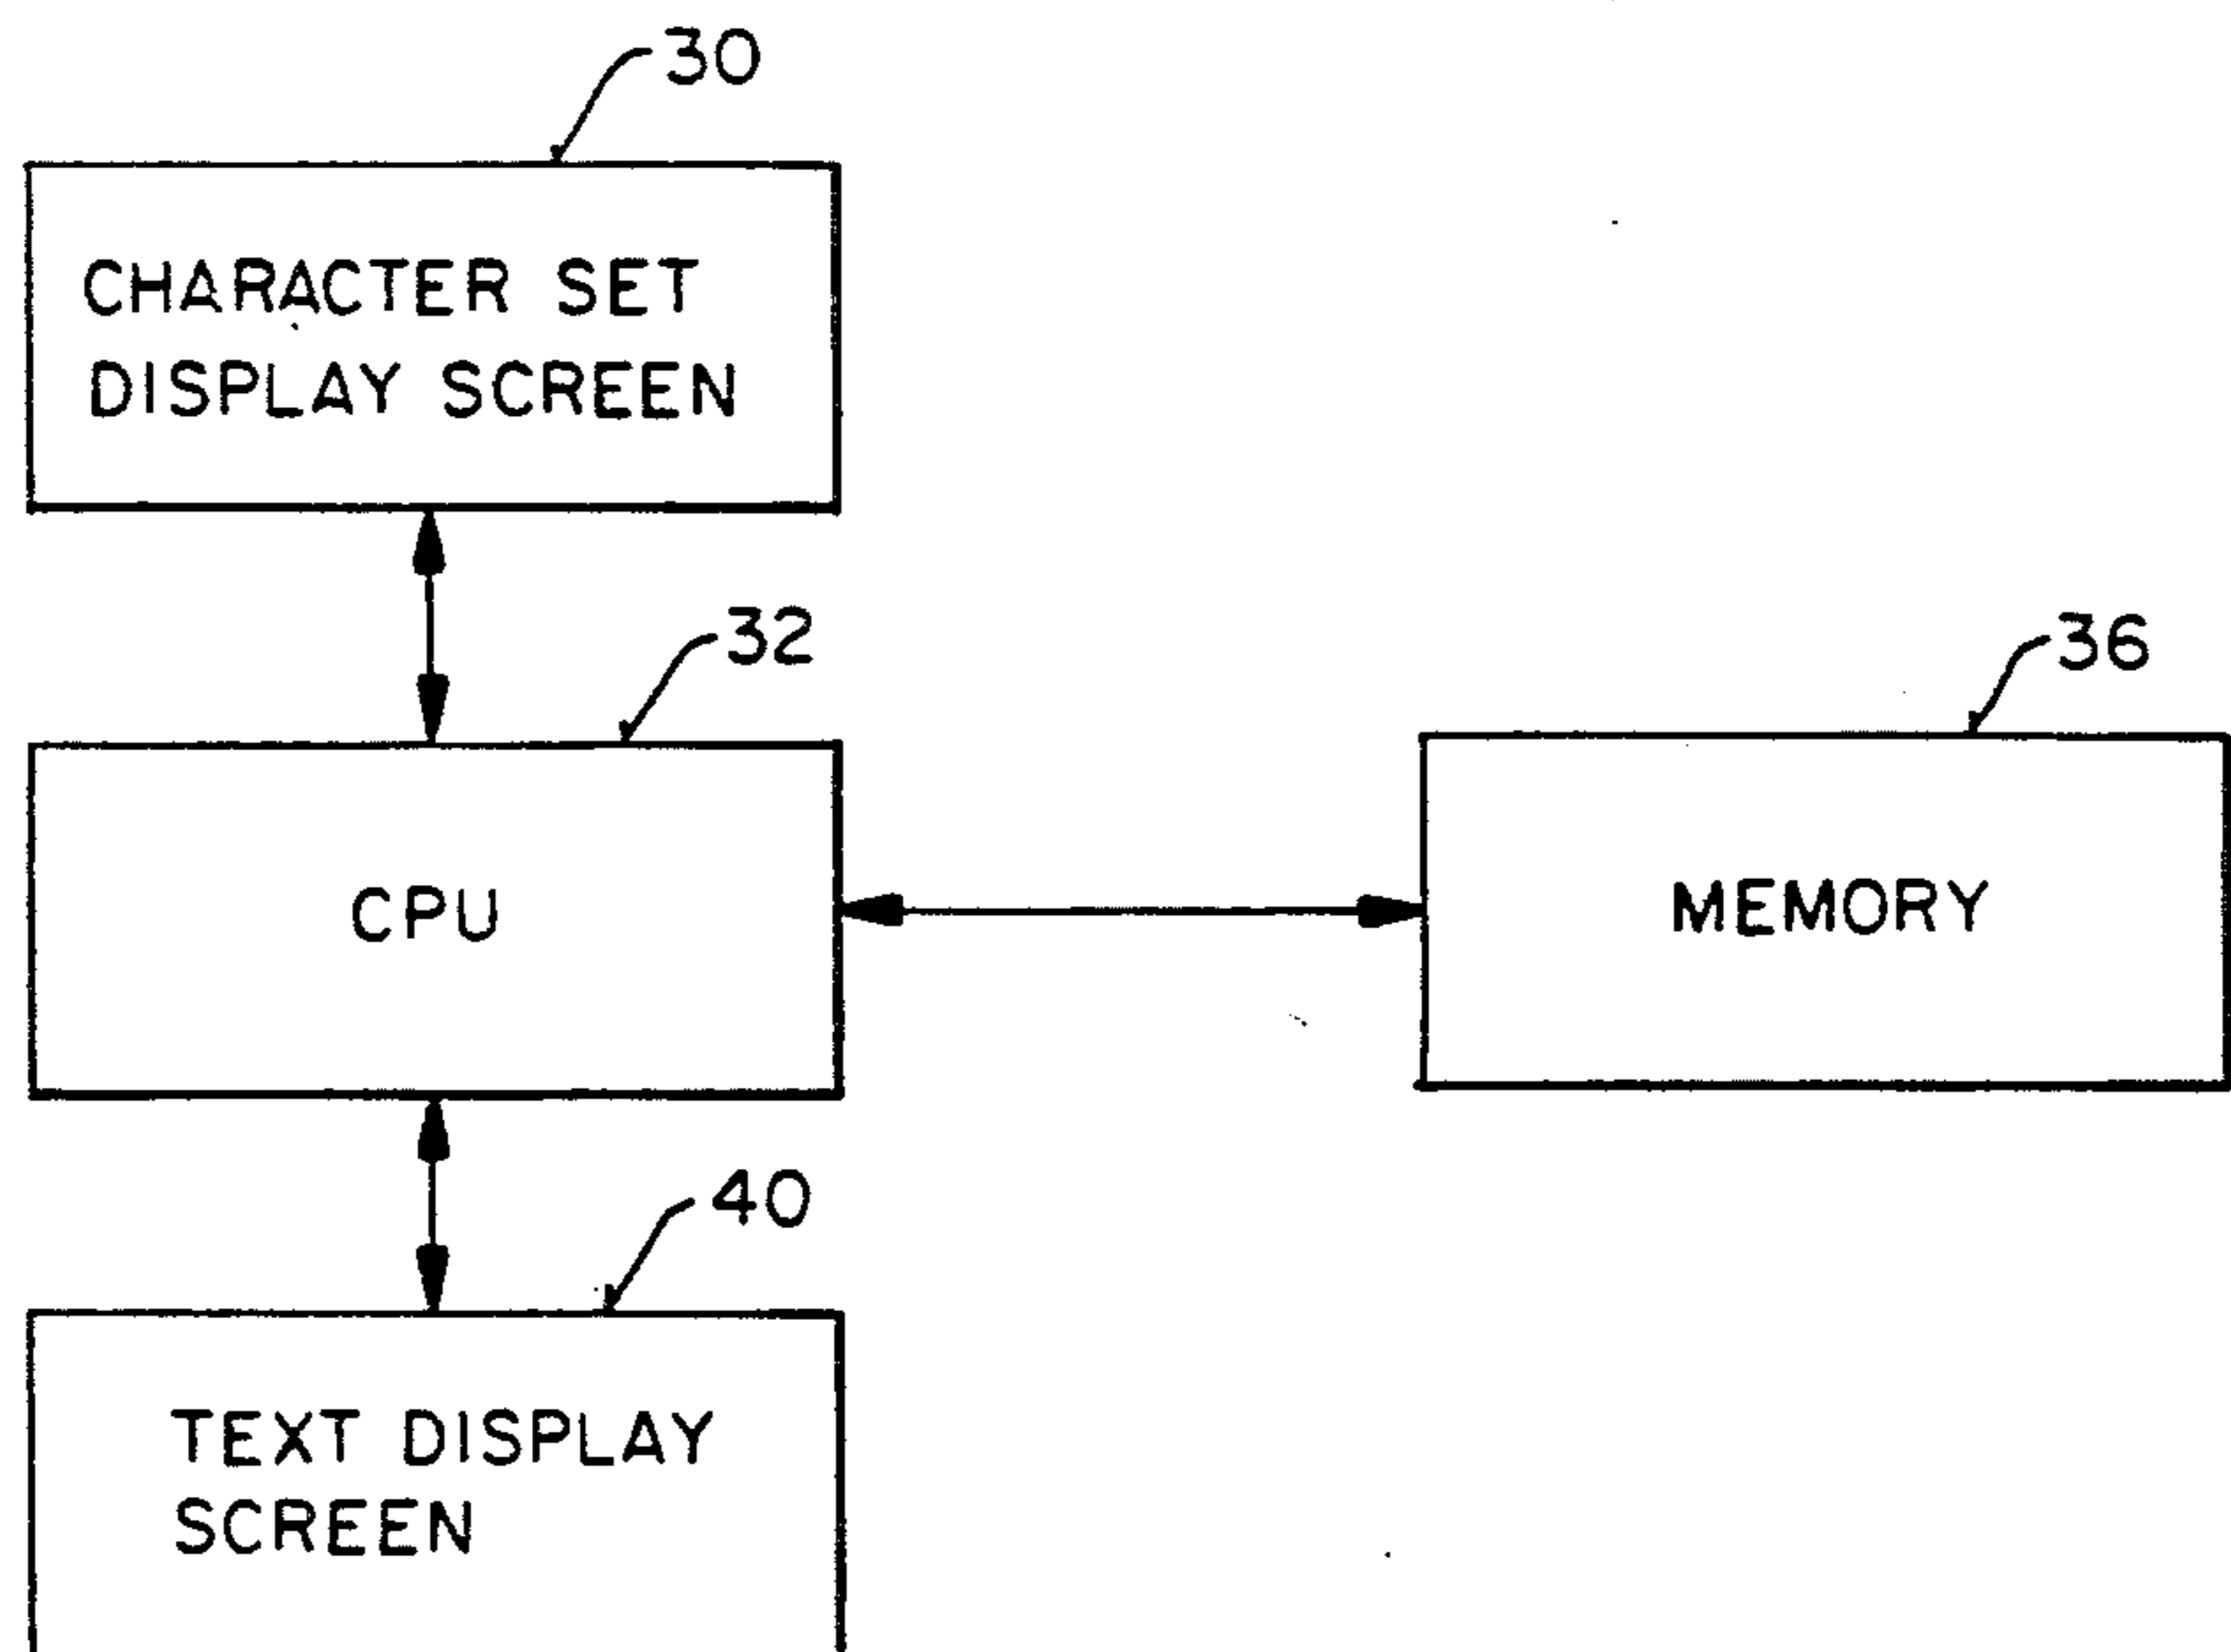 30
CHARACTER SET
DISPLAY SCREEN
32
36
CPU
MEMORY
40
TEXT DISPLAY
SCREEN